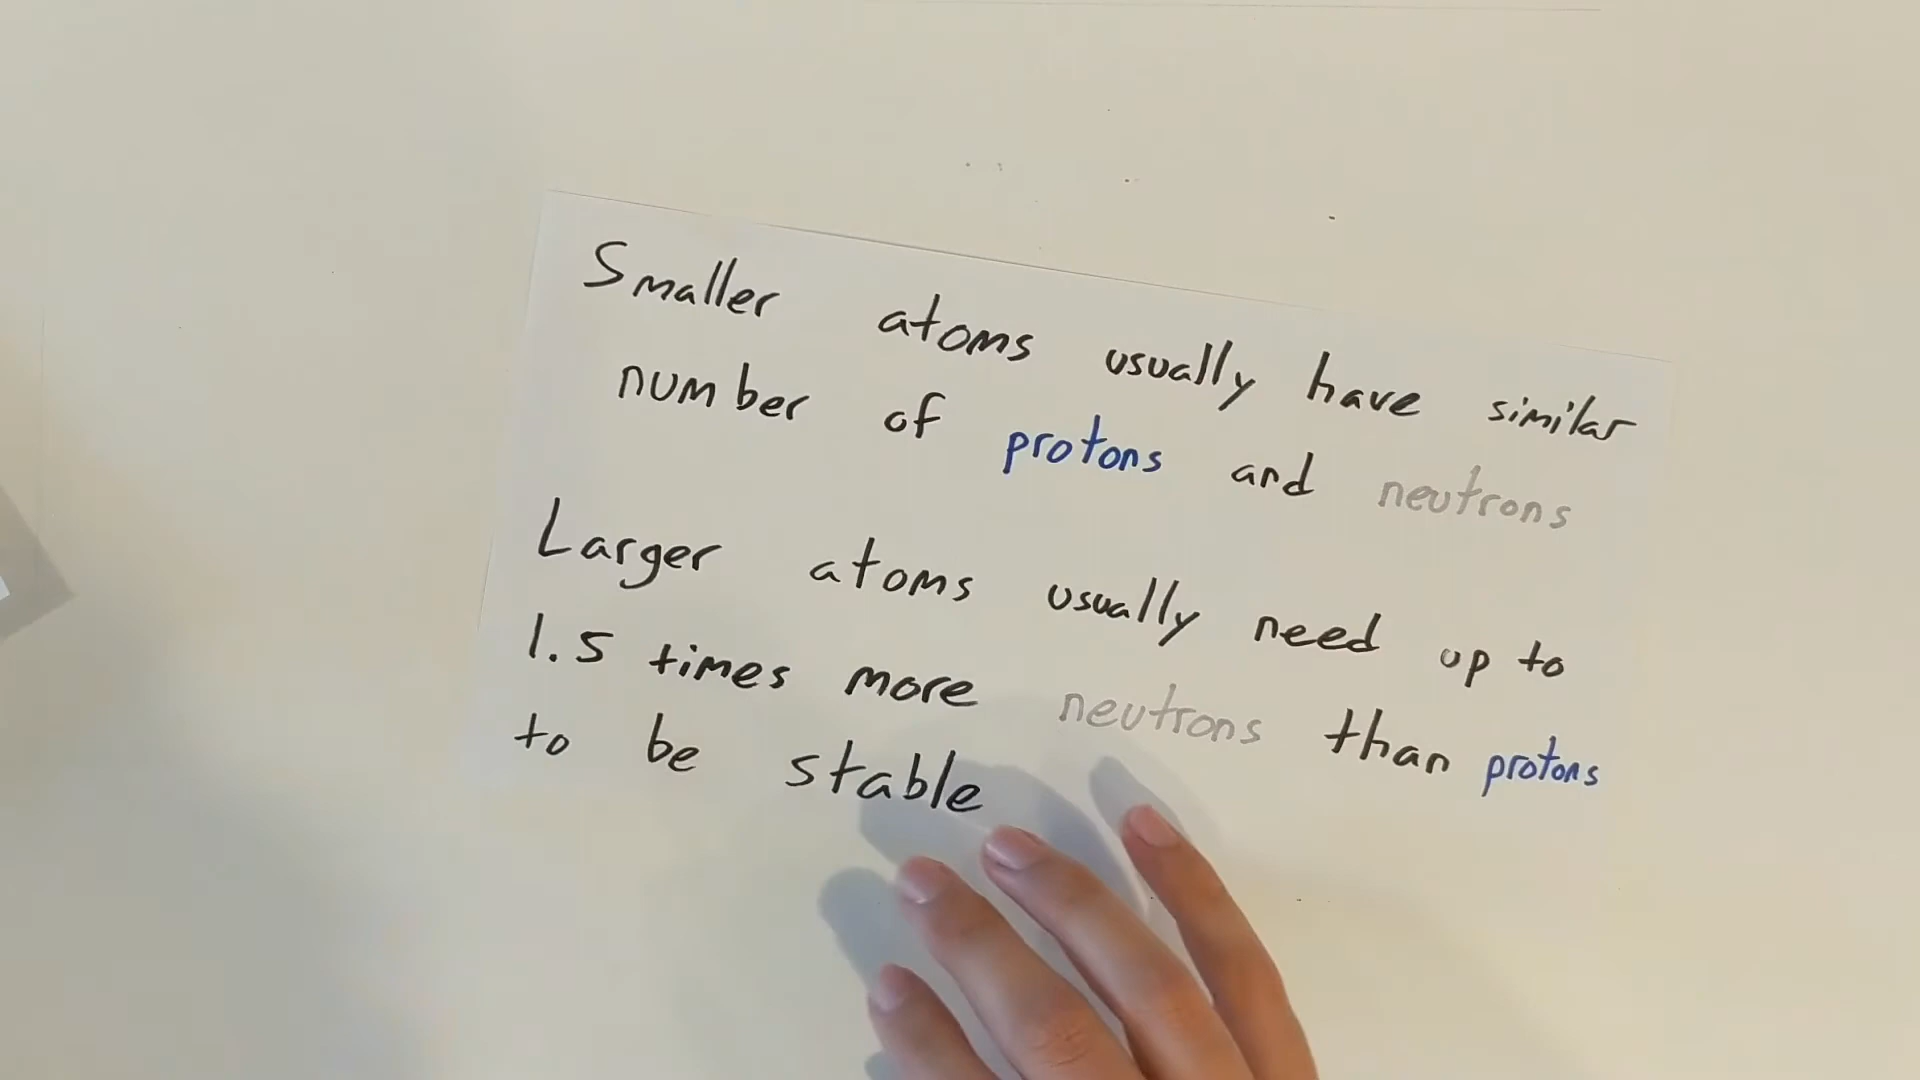 Smaller atoms usually have similar
number of protons and neutrons
Larger atoms usually need up to
1.5 times more neutrons than protons
to be stable